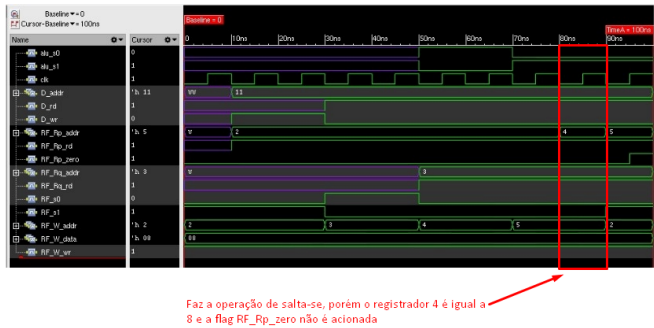 Baseline ▾ = 0
Cursor-Baseline ▾ = 100ns
Baseline = 0
TimeA = 100ns
Name
Cursor
0
10ns
20ns
30ns
40ns
50ns
60ns
70ns
80ns
90ns
alu_s0
0
alu_s1
1
clk
1
D_addr
'h 11
VV
11
D_rd
1
D_wr
0
RF_Rp_addr
'h 5
V
2
4
5
RF_Rp_rd
1
RF_Rp_zero
1
RF_Rq_addr
'h 3
V
3
RF_Rq_rd
1
RF_s0
0
RF_s1
1
RF_W_addr
'h 2
2
3
4
5
2
RF_W_data
'h 08
08
RF_W_wr
1
Faz a operação de salta-se, porém o registrador 4 é igual a
8 e a flag RF_Rp_zero não é acionada